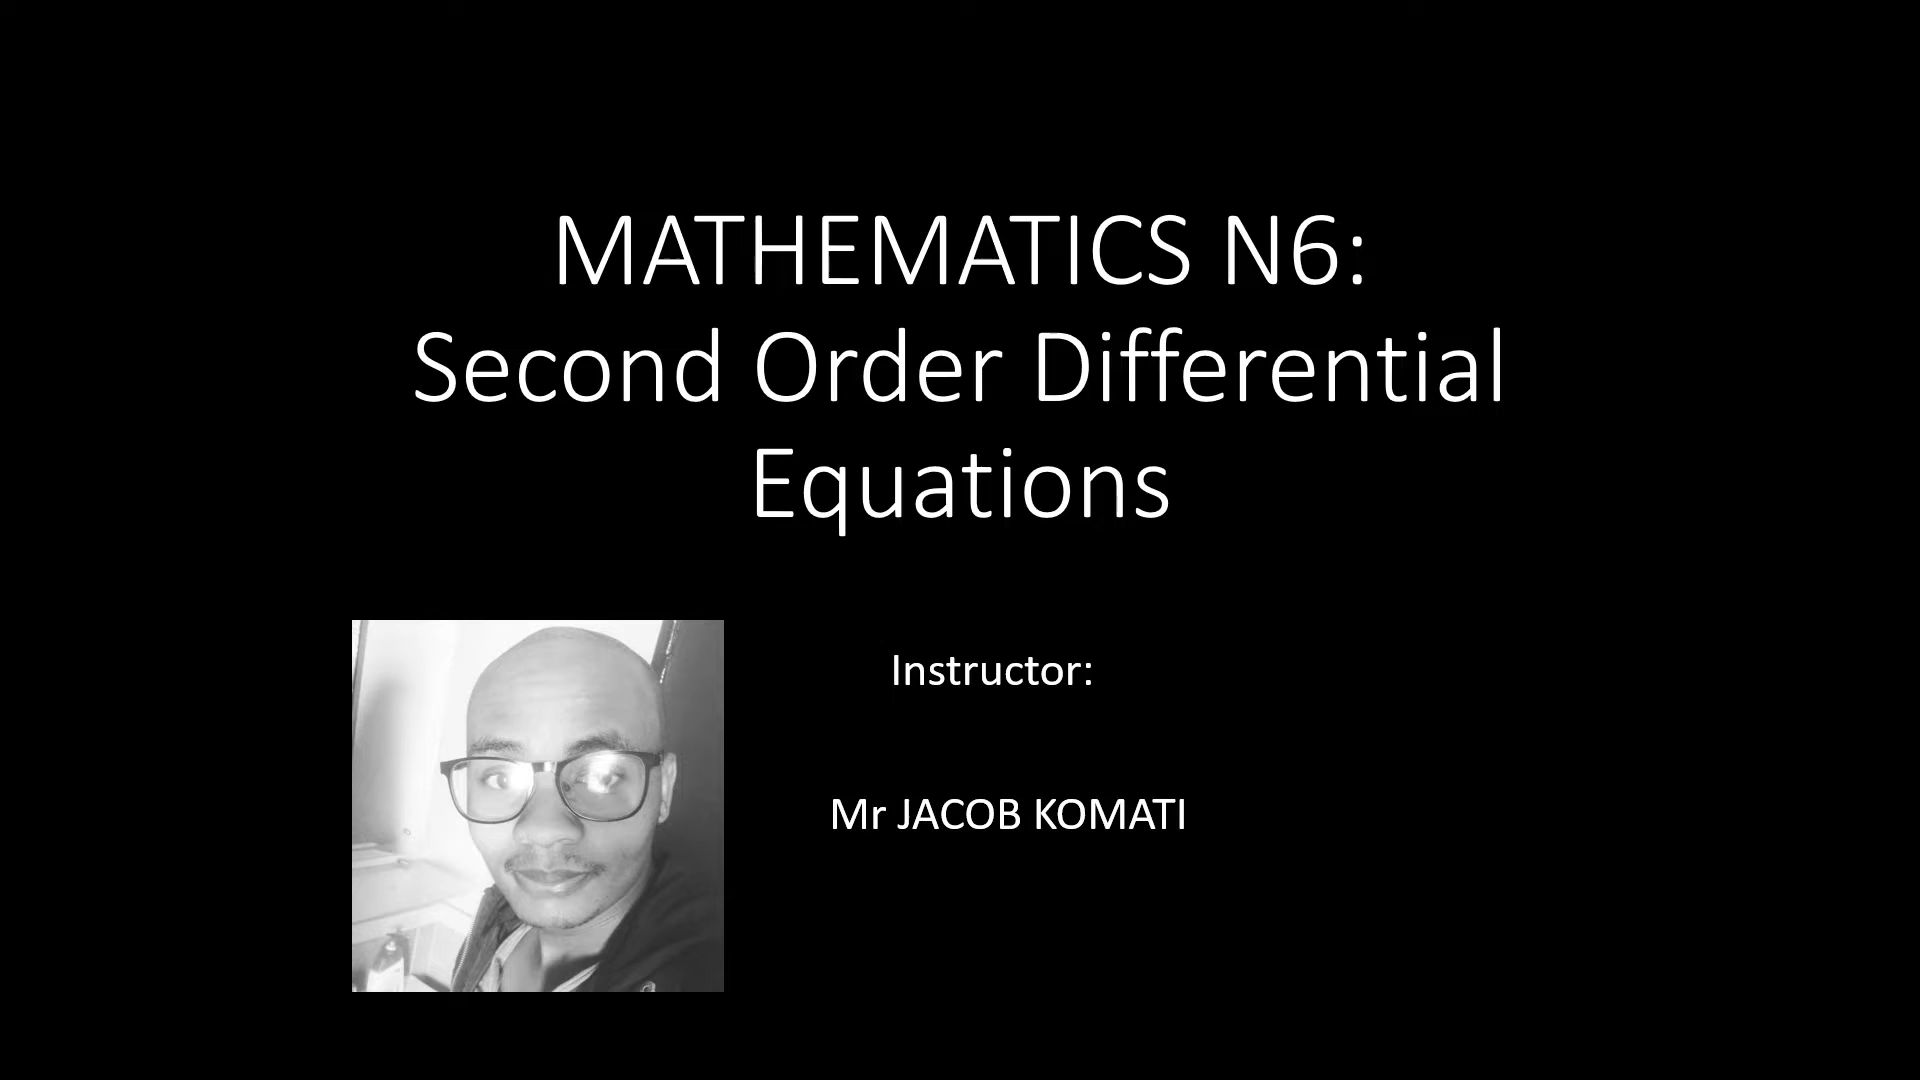 MATHEMATICS N6:
Second Order Differential
Equations
Instructor:
Mr JACOB KOMATI